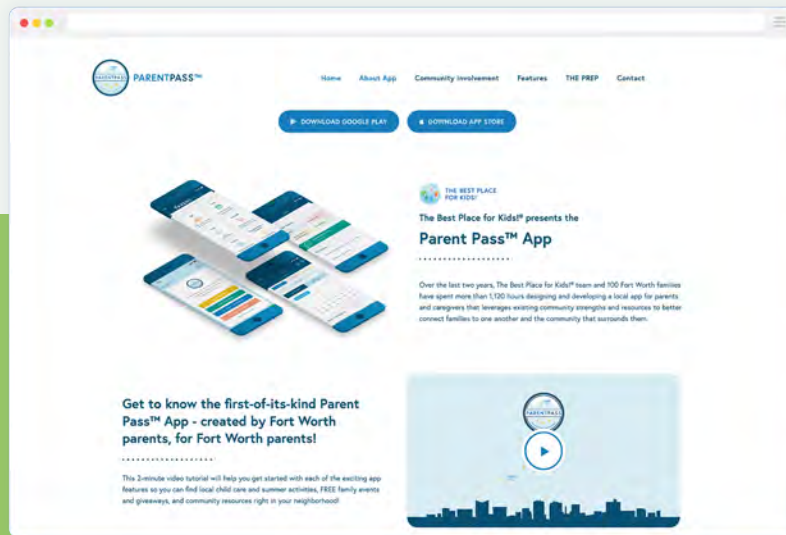 PARENTPASS
PARENTPASS™
Home
About App
Community Involvement
Features
THE PREP
Contact
DOWNLOAD GOOGLE PLAY
DOWNLOAD APP STORE
THE BEST PLACE
FOR KIDS!
The Best Place for Kids!® presents the
Parent Pass™ App
Over the last two years, The Best Place for Kids!® team and 100 Fort Worth families
have spent more than 1,120 hours designing and developing a local app for parents
and caregivers that leverages existing community strengths and resources to better
connect families to one another and the community that surrounds them.
Get to know the first-of-its-kind Parent
Pass™ App - created by Fort Worth
parents, for Fort Worth parents!
This 2-minute video tutorial will help you get started with each of the exciting app
features so you can find local child care and summer activities, FREE family events
and giveaways, and community resources right in your neighborhood!
PARENTPASS